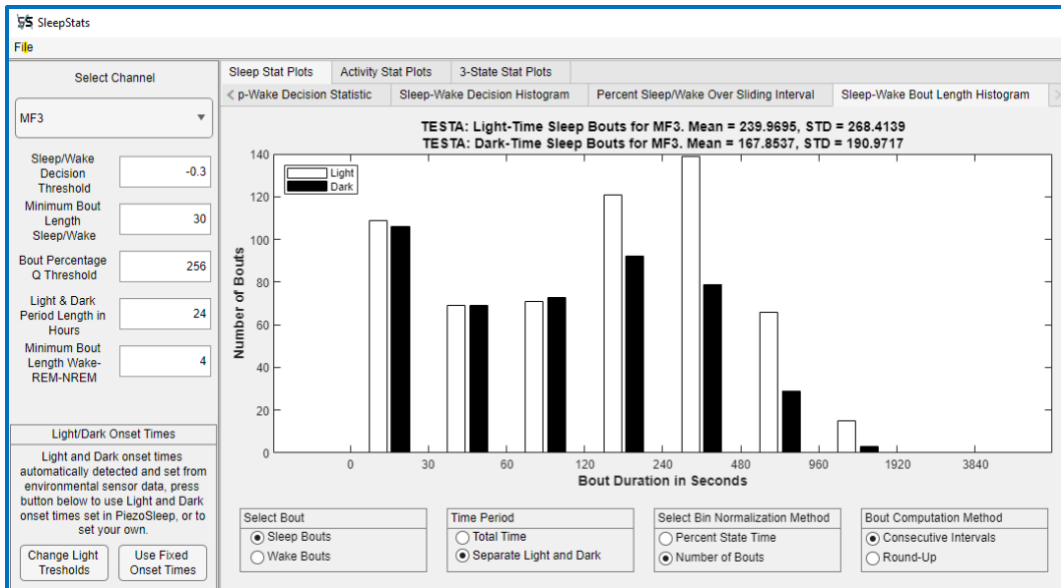 SleepStats
File
Select Channel
MF3
Sleep/Wake
Decision
Threshold
-0.3
Minimum Bout
Length
Sleep/Wake
30
Bout Percentage
Q Threshold
256
Light & Dark
Period Length in
Hours
24
Minimum Bout
Length Wake-
REM-NREM
4
Light/Dark Onset Times
Light and Dark onset times
automatically detected and set from
environmental sensor data, press
button below to use Light and Dark
onset times set in PiezoSleep, or to
set your own.
Change Light
Tresholds
Use Fixed
Onset Times
Sleep Stat Plots
Activity Stat Plots
3-State Stat Plots
p-Wake Decision Statistic
Sleep-Wake Decision Histogram
Percent Sleep/Wake Over Sliding Interval
Sleep-Wake Bout Length Histogram
TESTA: Light-Time Sleep Bouts for MF3. Mean = 239.9695, STD = 268.4139
TESTA: Dark-Time Sleep Bouts for MF3. Mean = 167.8537, STD = 190.9717
Light
Dark
Number of Bouts
140
120
100
80
60
40
20
0
0 30 60 120 240 480 960 1920 3840
Bout Duration in Seconds
Select Bout
Sleep Bouts
Wake Bouts
Time Period
Total Time
Separate Light and Dark
Select Bin Normalization Method
Percent State Time
Number of Bouts
Bout Computation Method
Consecutive Intervals
Round-Up